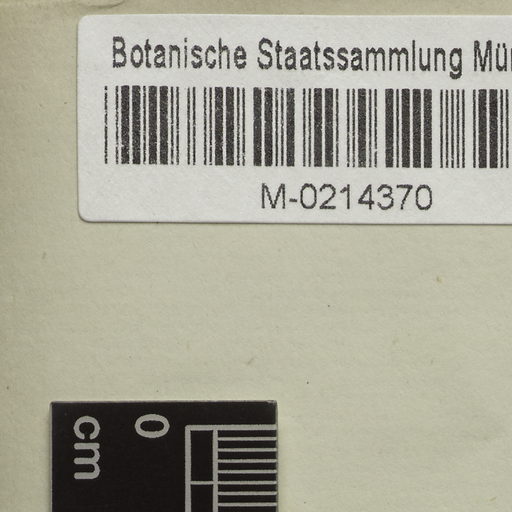 Botanische Staatssammlung Mün
M-0214370
0
cm